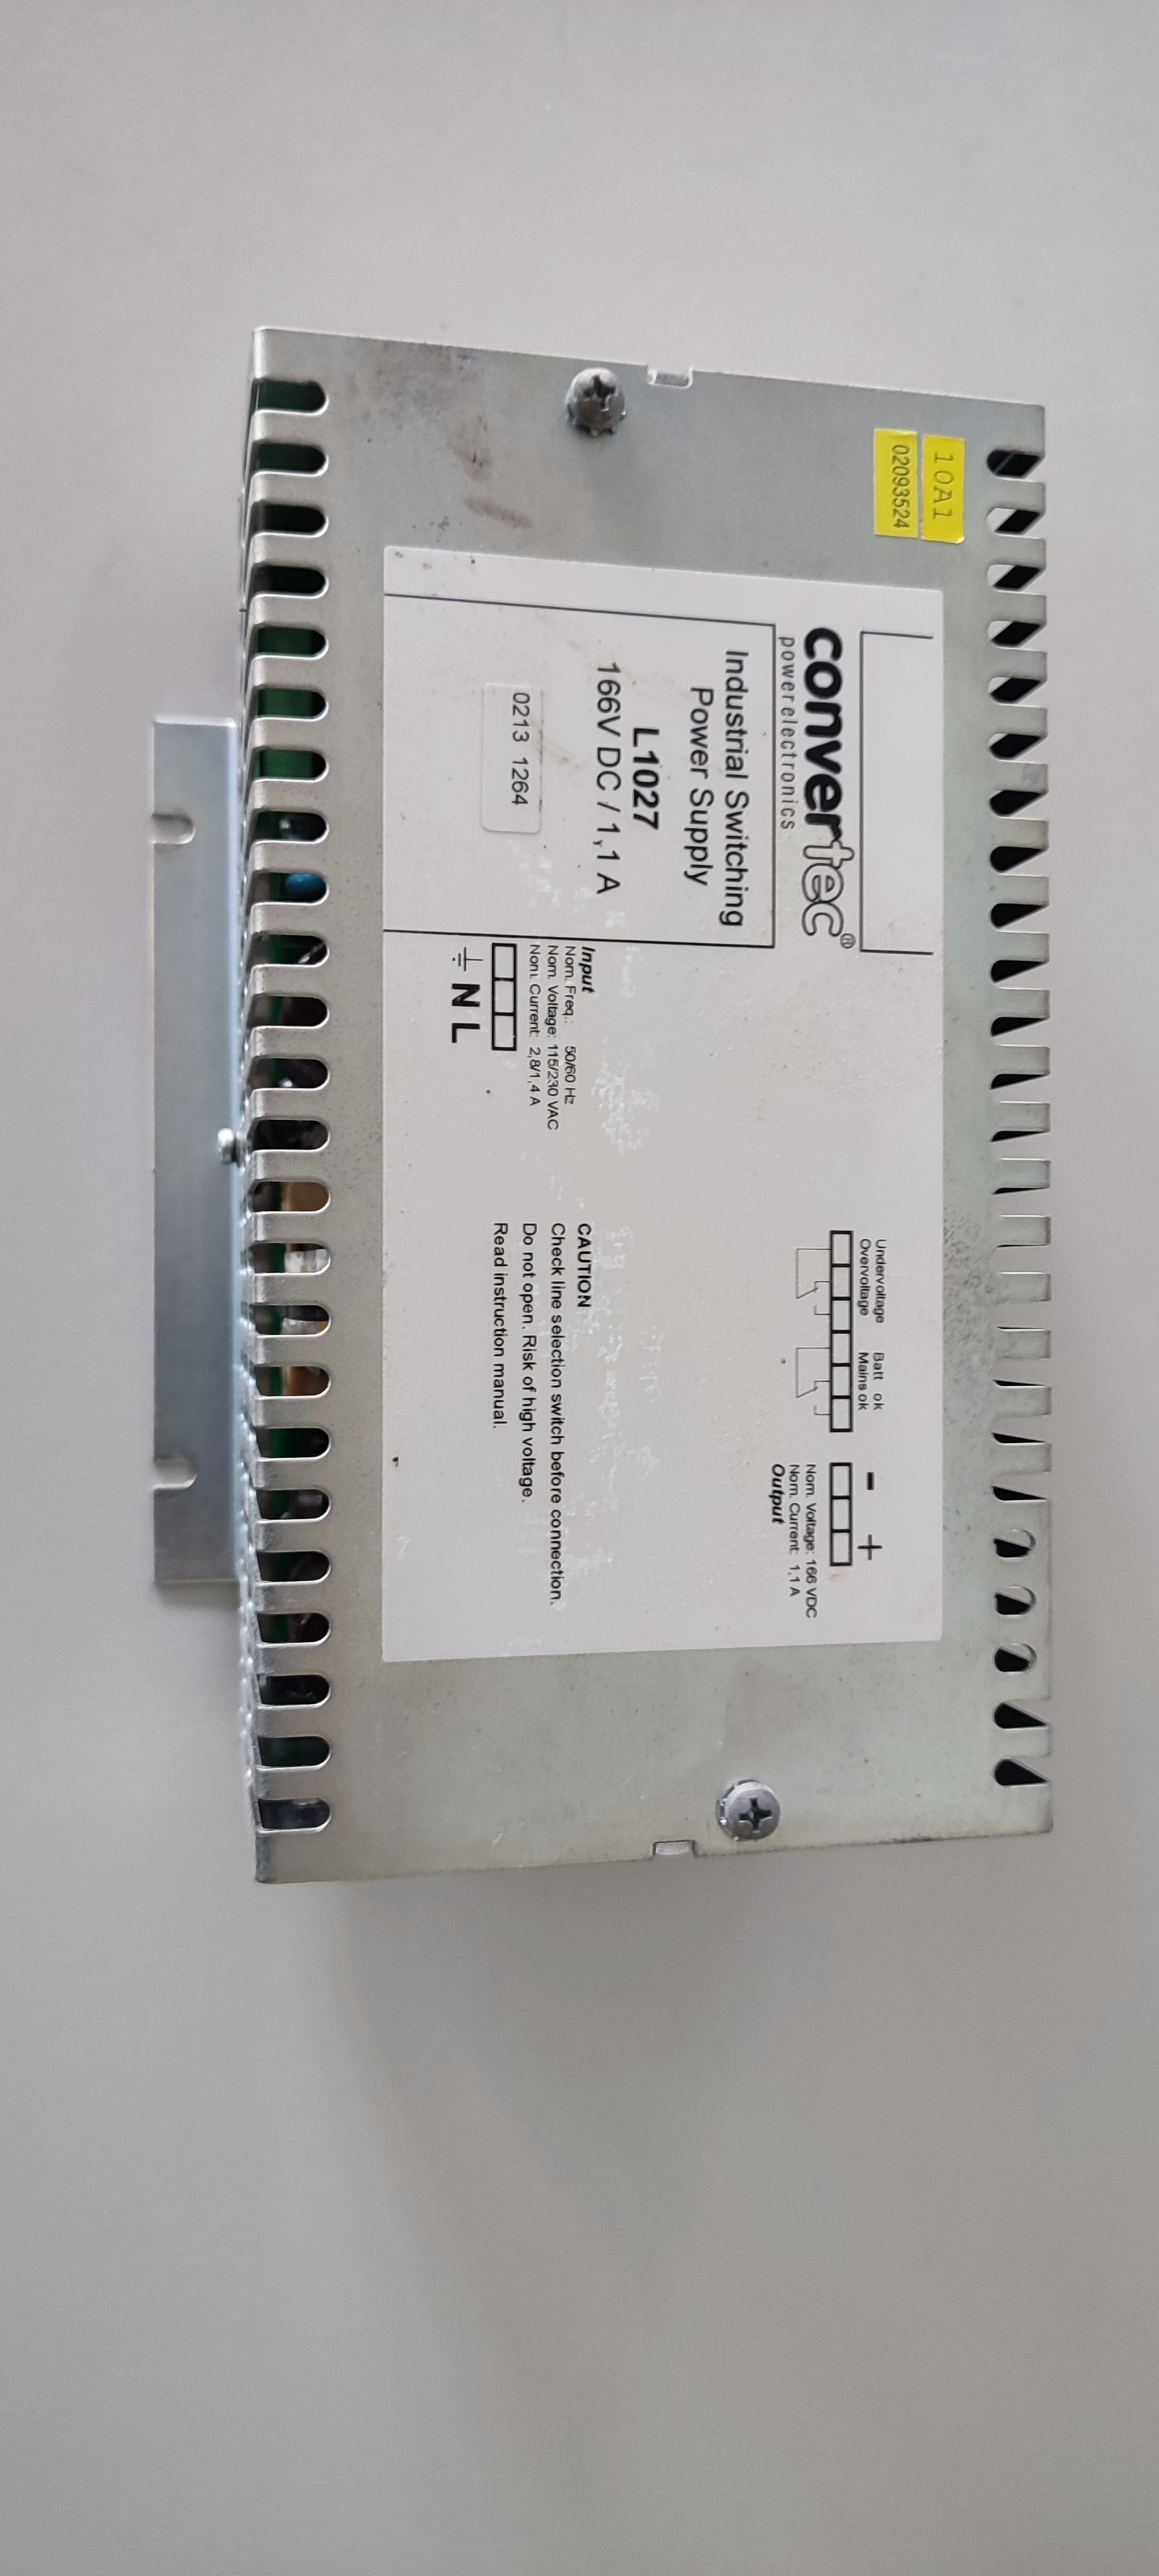 10A1
02093524
convertec®
powerelectronics
Industrial Switching
Power Supply
L1027
166V DC / 1,1 A
0213 1264
Input
Nom. Freq.: 50/60 Hz
Nom. Voltage: 115/230 VAC
Nom. Current: 2,8/1,4 A
N L
Undervoltage Batt ok
Overvoltage Mains ok
- +
Nom. Voltage: 166 VDC
Nom. Current: 1,1 A
Output
CAUTION
Check line selection switch before connection.
Do not open. Risk of high voltage.
Read instruction manual.